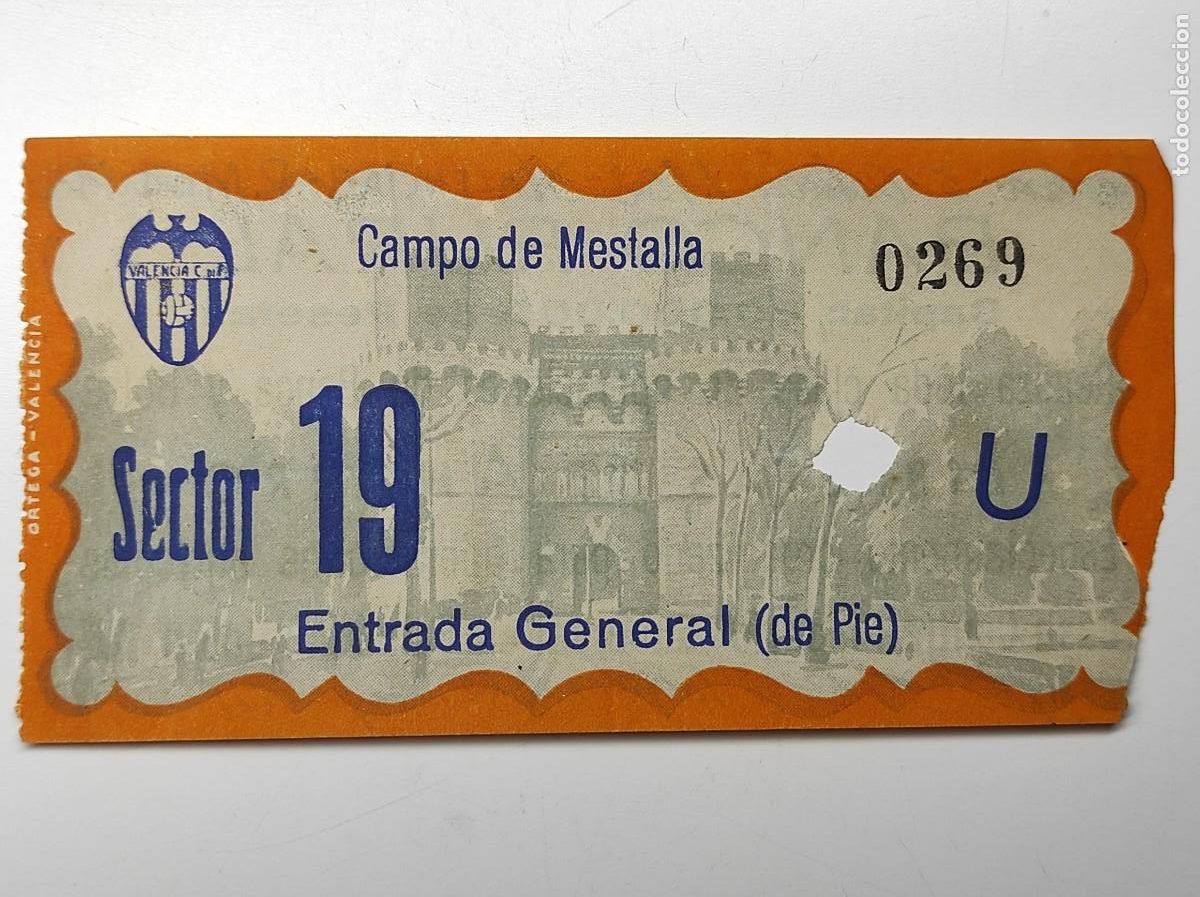 Campo de Mestalla
0269
VALENCIA C. DE F.
Sector 19
U
Entrada General (de Pie)
ORTEGA - VALENCIA
todocoleccion